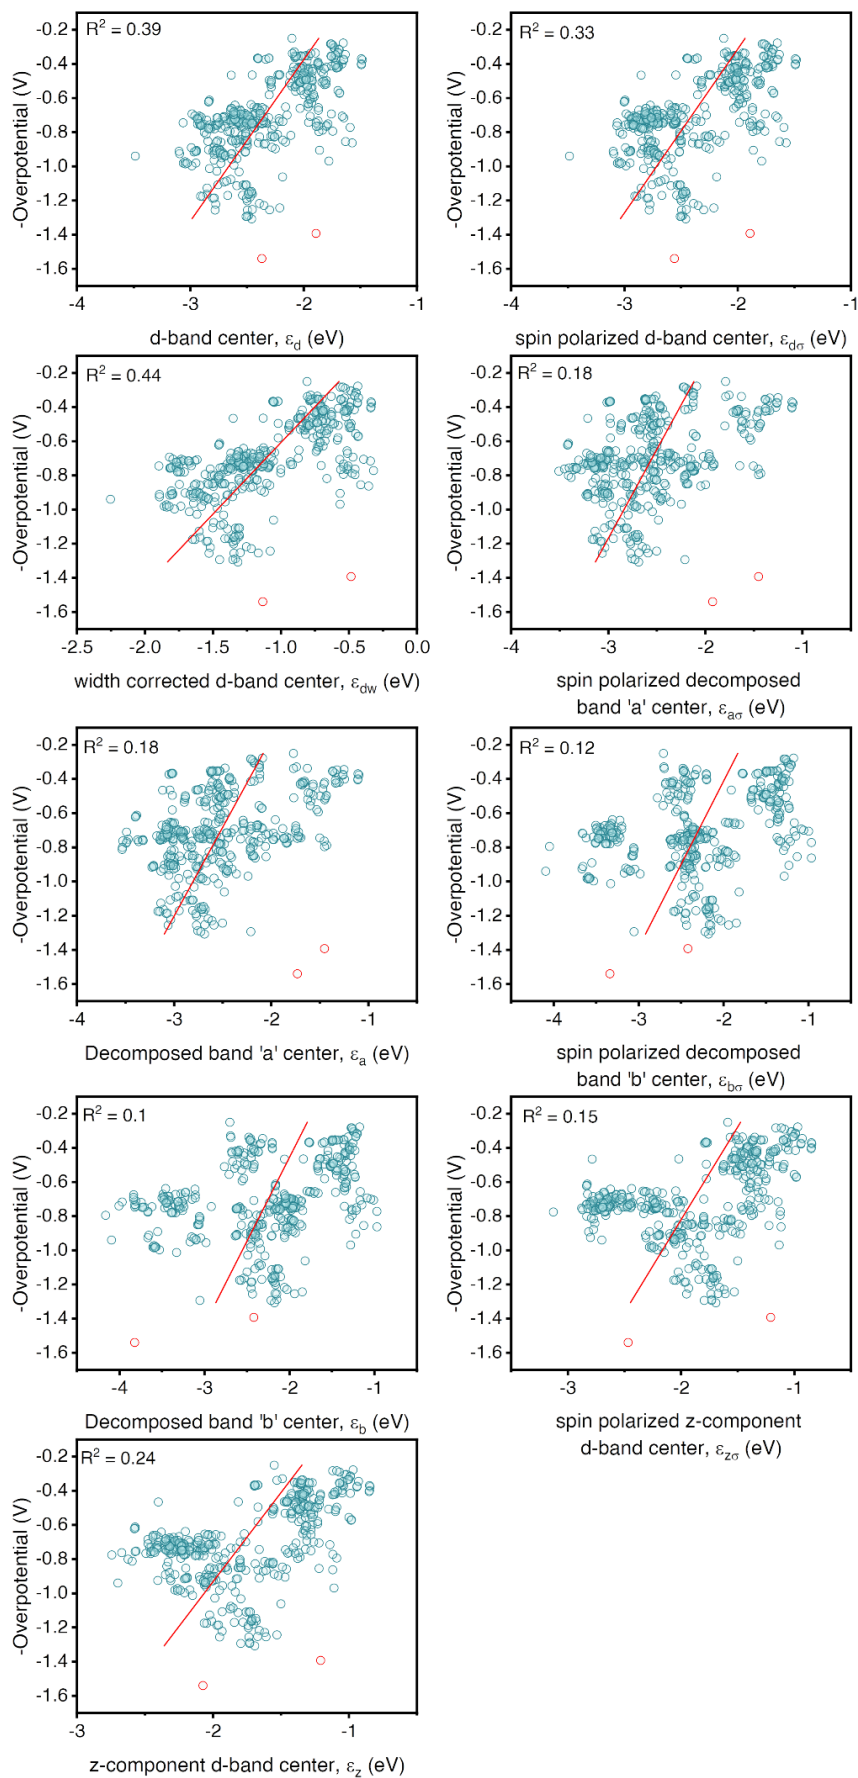 R² = 0.39
-Overpotential (V)
-0.2
-0.4
-0.6
-0.8
-1.0
-1.2
-1.4
-1.6
-4 -3 -2 -1
d-band center, ε_d (eV)
R² = 0.33
-Overpotential (V)
-0.2
-0.4
-0.6
-0.8
-1.0
-1.2
-1.4
-1.6
-4 -3 -2 -1
spin polarized d-band center, ε_dσ (eV)
R² = 0.44
-Overpotential (V)
-0.2
-0.4
-0.6
-0.8
-1.0
-1.2
-1.4
-1.6
-2.5 -2.0 -1.5 -1.0 -0.5 0.0
width corrected d-band center, ε_dw (eV)
R² = 0.18
-Overpotential (V)
-0.2
-0.4
-0.6
-0.8
-1.0
-1.2
-1.4
-1.6
-4 -3 -2 -1
spin polarized decomposed
band 'a' center, ε_aσ (eV)
R² = 0.18
-Overpotential (V)
-0.2
-0.4
-0.6
-0.8
-1.0
-1.2
-1.4
-1.6
-4 -3 -2 -1
Decomposed band 'a' center, ε_a (eV)
R² = 0.12
-Overpotential (V)
-0.2
-0.4
-0.6
-0.8
-1.0
-1.2
-1.4
-1.6
-4 -3 -2 -1
spin polarized decomposed
band 'b' center, ε_bσ (eV)
R² = 0.1
-Overpotential (V)
-0.2
-0.4
-0.6
-0.8
-1.0
-1.2
-1.4
-1.6
-4 -3 -2 -1
Decomposed band 'b' center, ε_b (eV)
R² = 0.15
-Overpotential (V)
-0.2
-0.4
-0.6
-0.8
-1.0
-1.2
-1.4
-1.6
-3 -2 -1
spin polarized z-component
d-band center, ε_zσ (eV)
R² = 0.24
-Overpotential (V)
-0.2
-0.4
-0.6
-0.8
-1.0
-1.2
-1.4
-1.6
-3 -2 -1
z-component d-band center, ε_z (eV)